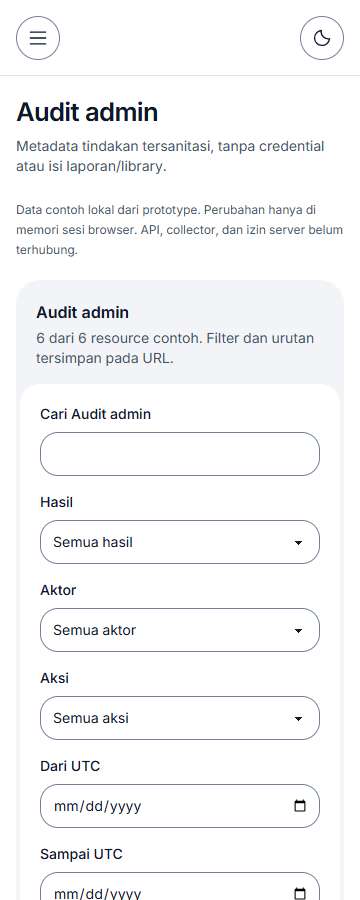 Audit admin
Metadata tindakan tersanitasi, tanpa credential
atau isi laporan/library.
Data contoh lokal dari prototype. Perubahan hanya di
memori sesi browser. API, collector, dan izin server belum
terhubung.
Audit admin
6 dari 6 resource contoh. Filter dan urutan
tersimpan pada URL.
Cari Audit admin
Hasil
Semua hasil
Aktor
Semua aktor
Aksi
Semua aksi
Dari UTC
mm/dd/yyyy
Sampai UTC
mm/dd/yyyy